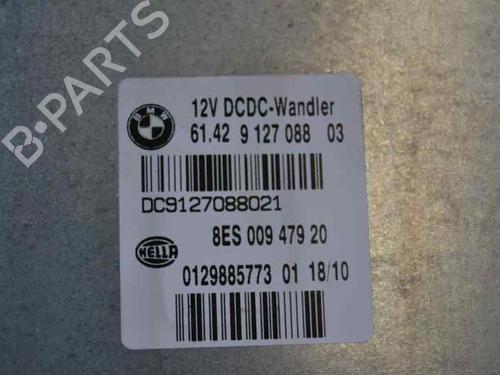 B-PARTS
BMW
12V DCDC-Wandler
61.42 9 127 088 03
DC9127088021
8ES 009 479 20
HELLA
0129885773 01 18/10